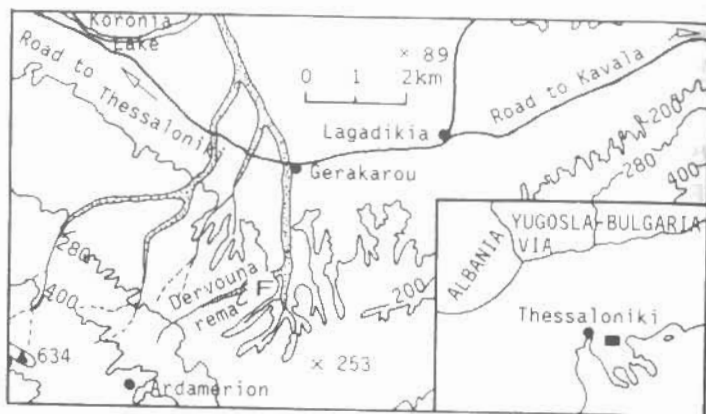 Koronia
Lake
× 89
0 1 2km
Road to Thessaloniki
Road to Kavala
Lagadikia
Gerakarou
200
280
400
280
400
Dervouna
rema
F
200
634
× 253
Ardamerion
ALBANIA
YUGOSLA-
VIA
BULGARIA
Thessaloniki